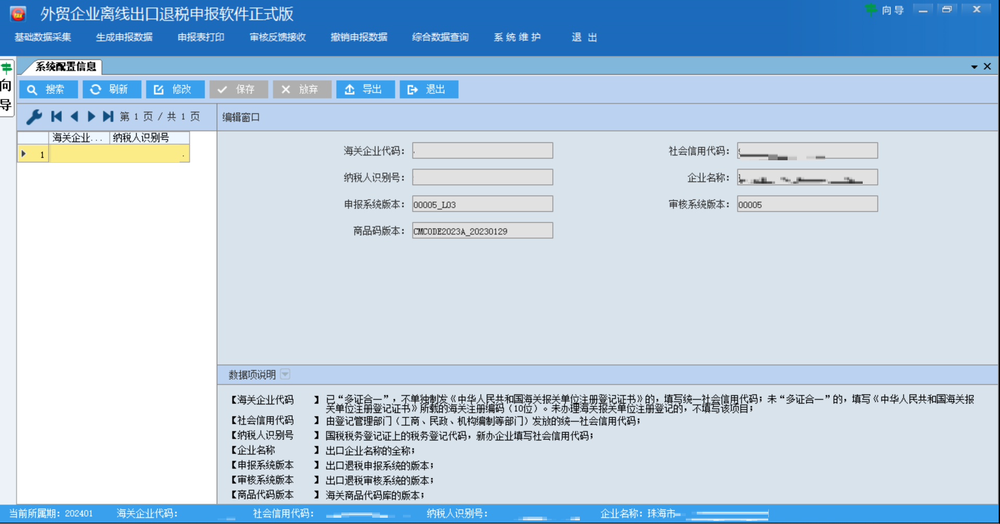 外贸企业离线出口退税申报软件正式版
向导
基础数据采集 生成申报数据 申报表打印 审核反馈接收 撤销申报数据 综合数据查询 系统维护 退出
向导
系统配置信息
搜索 刷新 修改 保存 放弃 导出 退出
第 1 页 / 共 1 页
编辑窗口
海关企业... 纳税人识别号
1
海关企业代码：
社会信用代码：
纳税人识别号：
企业名称：
申报系统版本：00005_L03
审核系统版本：00005
商品码版本：CMCODE2023A_20230129
数据项说明
【海关企业代码 】已“多证合一”，不单独制发《中华人民共和国海关报关单位注册登记证书》的，填写统一社会信用代码；未“多证合一”的，填写《中华人民共和国海关报
关单位注册登记证书》所载的海关注册编码（10位）。未办理海关报关单位注册登记的，不填写该项目；
【社会信用代码 】由登记管理部门（工商、民政、机构编制等部门）发放的统一社会信用代码；
【纳税人识别号 】国税税务登记证上的税务登记代码，新办企业填写社会信用代码；
【企业名称 】出口企业名称的全称；
【申报系统版本 】出口退税申报系统的版本；
【审核系统版本 】出口退税审核系统的版本；
【商品代码版本 】海关商品代码库的版本；
当前所属期：202401 海关企业代码： 社会信用代码： 纳税人识别号： 企业名称：珠海市